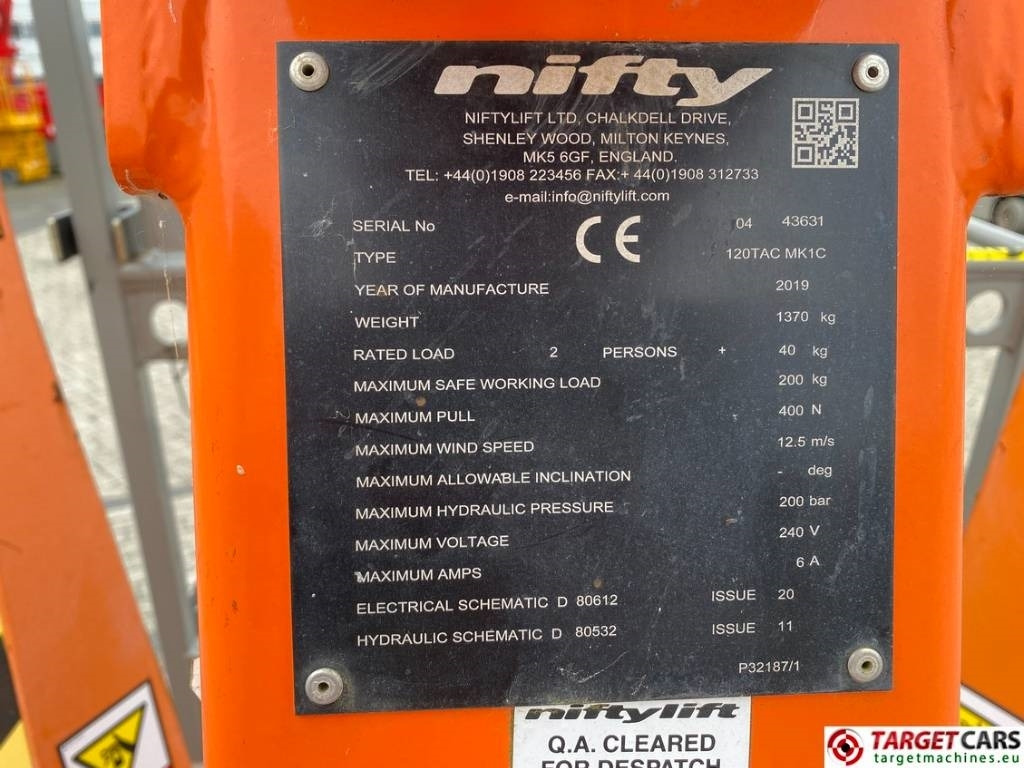 nifty
NIFTYLIFT LTD, CHALKDELL DRIVE,
SHENLEY WOOD, MILTON KEYNES,
MK5 6GF, ENGLAND.
TEL: +44(0)1908 223456 FAX:+ 44(0)1908 312733
e-mail:info@niftylift.com
SERIAL No CE 04 43631
TYPE 120TAC MK1C
YEAR OF MANUFACTURE 2019
WEIGHT 1370 kg
RATED LOAD 2 PERSONS + 40 kg
MAXIMUM SAFE WORKING LOAD 200 kg
MAXIMUM PULL 400 N
MAXIMUM WIND SPEED 12.5 m/s
MAXIMUM ALLOWABLE INCLINATION - deg
MAXIMUM HYDRAULIC PRESSURE 200 bar
MAXIMUM VOLTAGE 240 V
MAXIMUM AMPS 6 A
ELECTRICAL SCHEMATIC D 80612 ISSUE 20
HYDRAULIC SCHEMATIC D 80532 ISSUE 11
P32187/1
niftylift
Q.A. CLEARED
FOR DESPATCH
TARGETCARS
targetmachines.eu